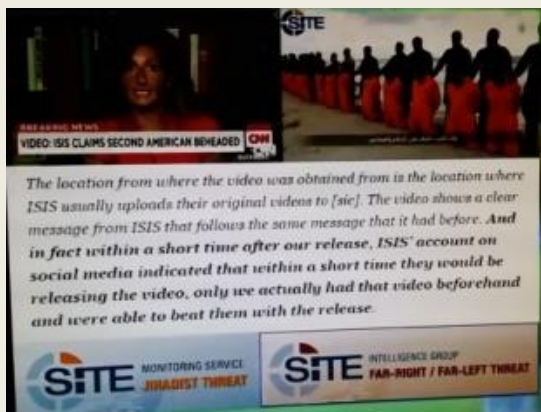 SITE
BREAKING NEWS
VIDEO: ISIS CLAIMS SECOND AMERICAN BEHEADED
CNN
The location from where the video was obtained from is the location where
ISIS usually uploads their original videos to [sic]. The video shows a clear
message from ISIS that follows the same message that it had before. And
in fact within a short time after our release, ISIS' account on
social media indicated that within a short time they would be
releasing the video, only we actually had that video beforehand
and were able to beat them with the release.
SITE
MONITORING SERVICE
JIHADIST THREAT
SITE
INTELLIGENCE GROUP
FAR-RIGHT / FAR-LEFT THREAT